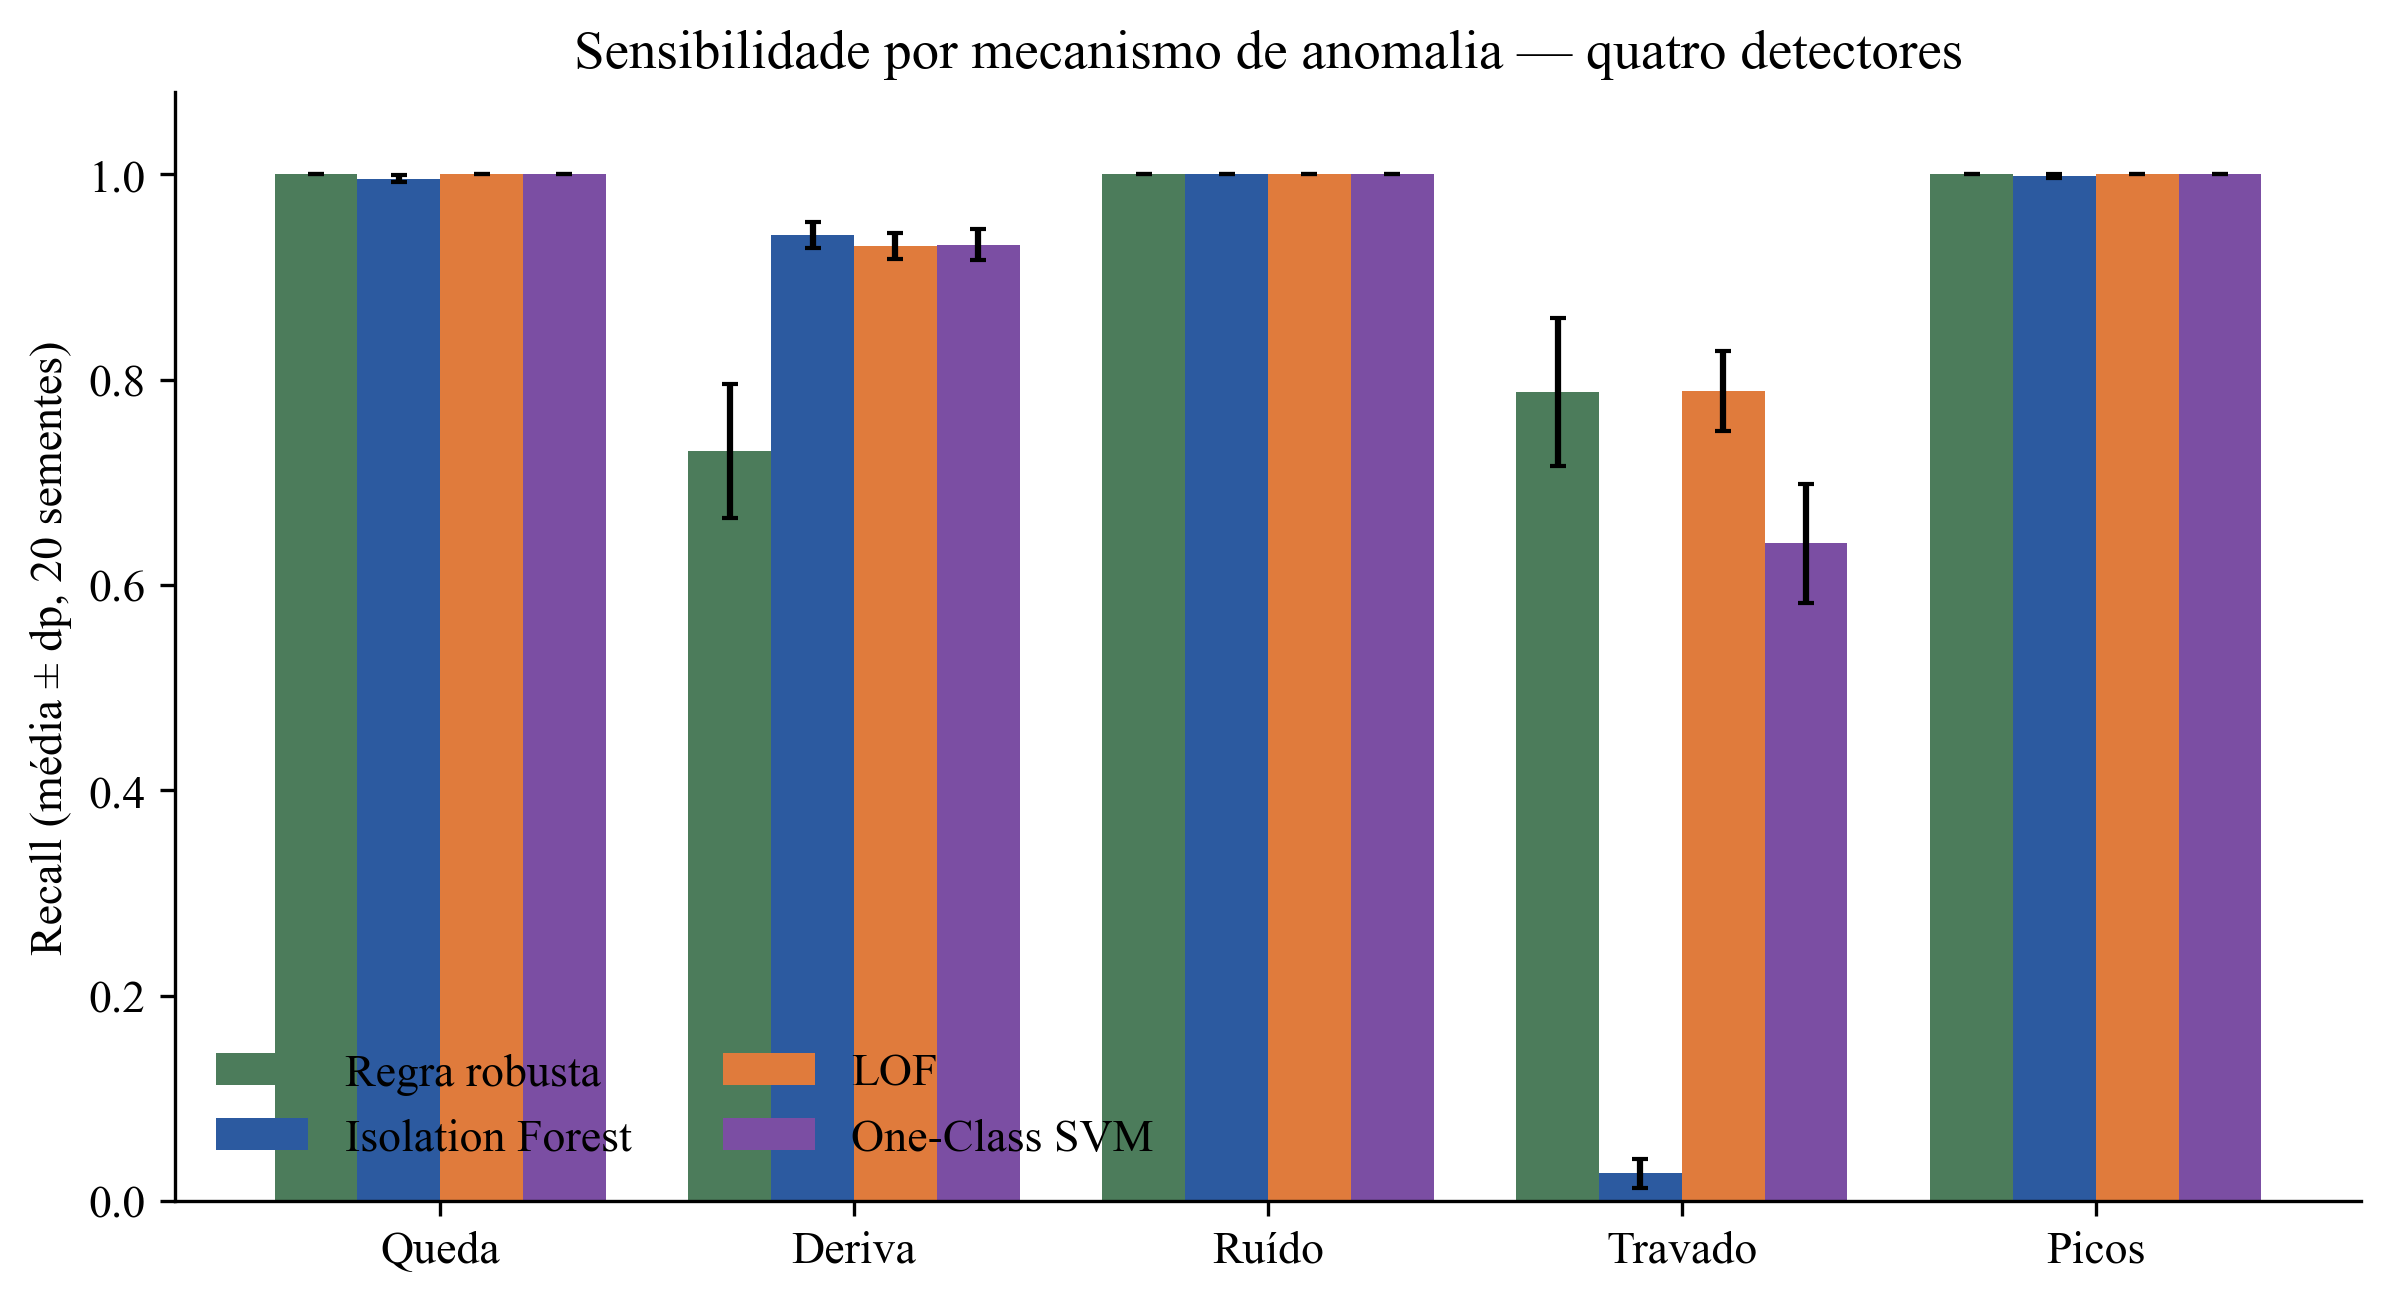 Sensibilidade por mecanismo de anomalia — quatro detectores
Recall (média ± dp, 20 sementes)
1.0
0.8
0.6
0.4
0.2
0.0
Regra robusta
Isolation Forest
LOF
One-Class SVM
Queda
Deriva
Ruído
Travado
Picos